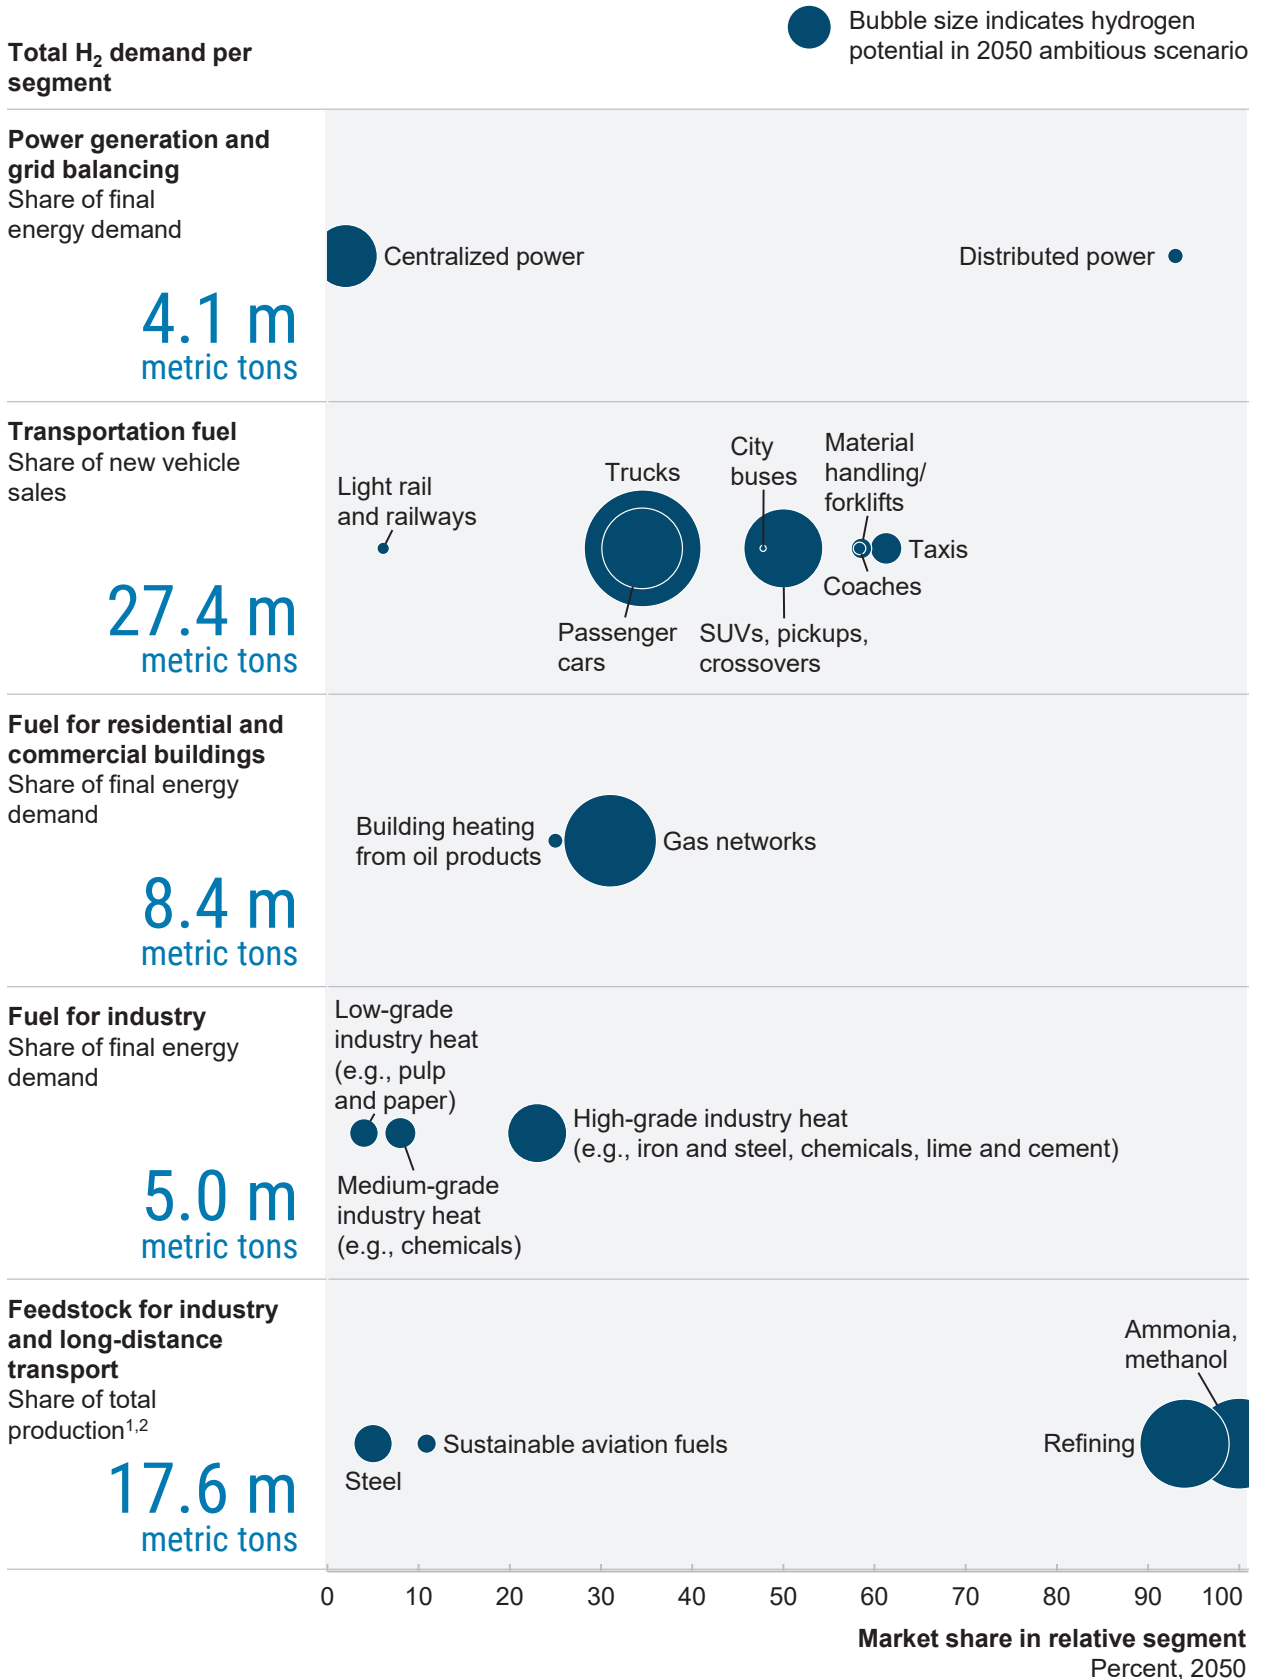 Bubble size indicates hydrogen
potential in 2050 ambitious scenario
Total H₂ demand per
segment
Power generation and
grid balancing
Share of final
energy demand
4.1 m
metric tons
Centralized power
Distributed power
Transportation fuel
Share of new vehicle
sales
27.4 m
metric tons
Light rail
and railways
Trucks
Passenger
cars
City
buses
SUVs, pickups,
crossovers
Material
handling/
forklifts
Coaches
Taxis
Fuel for residential and
commercial buildings
Share of final energy
demand
8.4 m
metric tons
Building heating
from oil products
Gas networks
Fuel for industry
Share of final energy
demand
5.0 m
metric tons
Low-grade
industry heat
(e.g., pulp
and paper)
Medium-grade
industry heat
(e.g., chemicals)
High-grade industry heat
(e.g., iron and steel, chemicals, lime and cement)
Feedstock for industry
and long-distance
transport
Share of total
production¹,²
17.6 m
metric tons
Steel
Sustainable aviation fuels
Refining
Ammonia,
methanol
0 10 20 30 40 50 60 70 80 90 100
Market share in relative segment
Percent, 2050